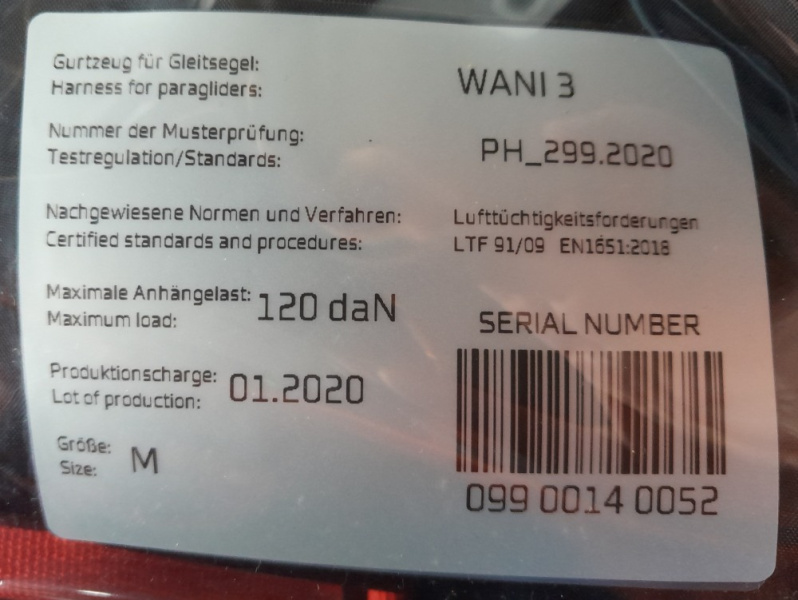 Gurtzeug für Gleitsegel:
Harness for paragliders:
WANI 3
Nummer der Musterprüfung:
Testregulation/Standards:
PH_299.2020
Nachgewiesene Normen und Verfahren:
Certified standards and procedures:
Lufttüchtigkeitsforderungen
LTF 91/09 EN1651:2018
Maximale Anhängelast:
Maximum load:
120 daN
Produktionscharge:
Lot of production:
01.2020
Größe:
Size:
M
SERIAL NUMBER
099 0014 0052